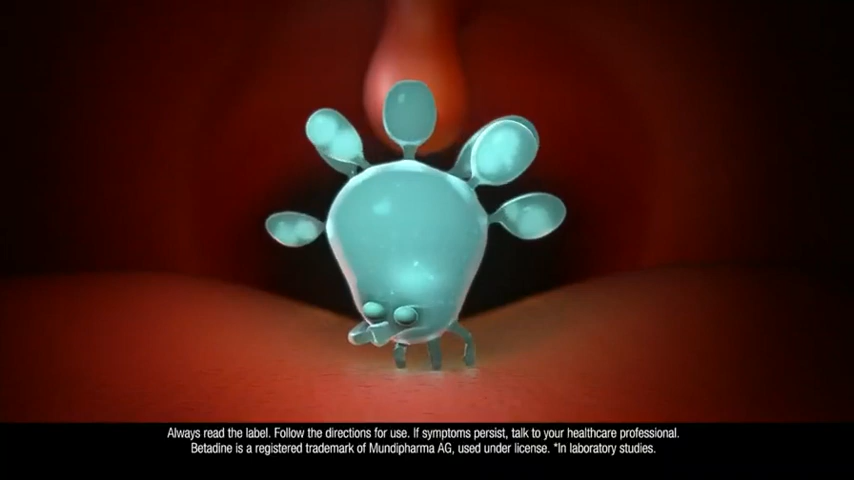 Always read the label. Follow the directions for use. If symptoms persist, talk to your healthcare professional.
Betadine is a registered trademark of Mundipharma AG, used under license. *In laboratory studies.